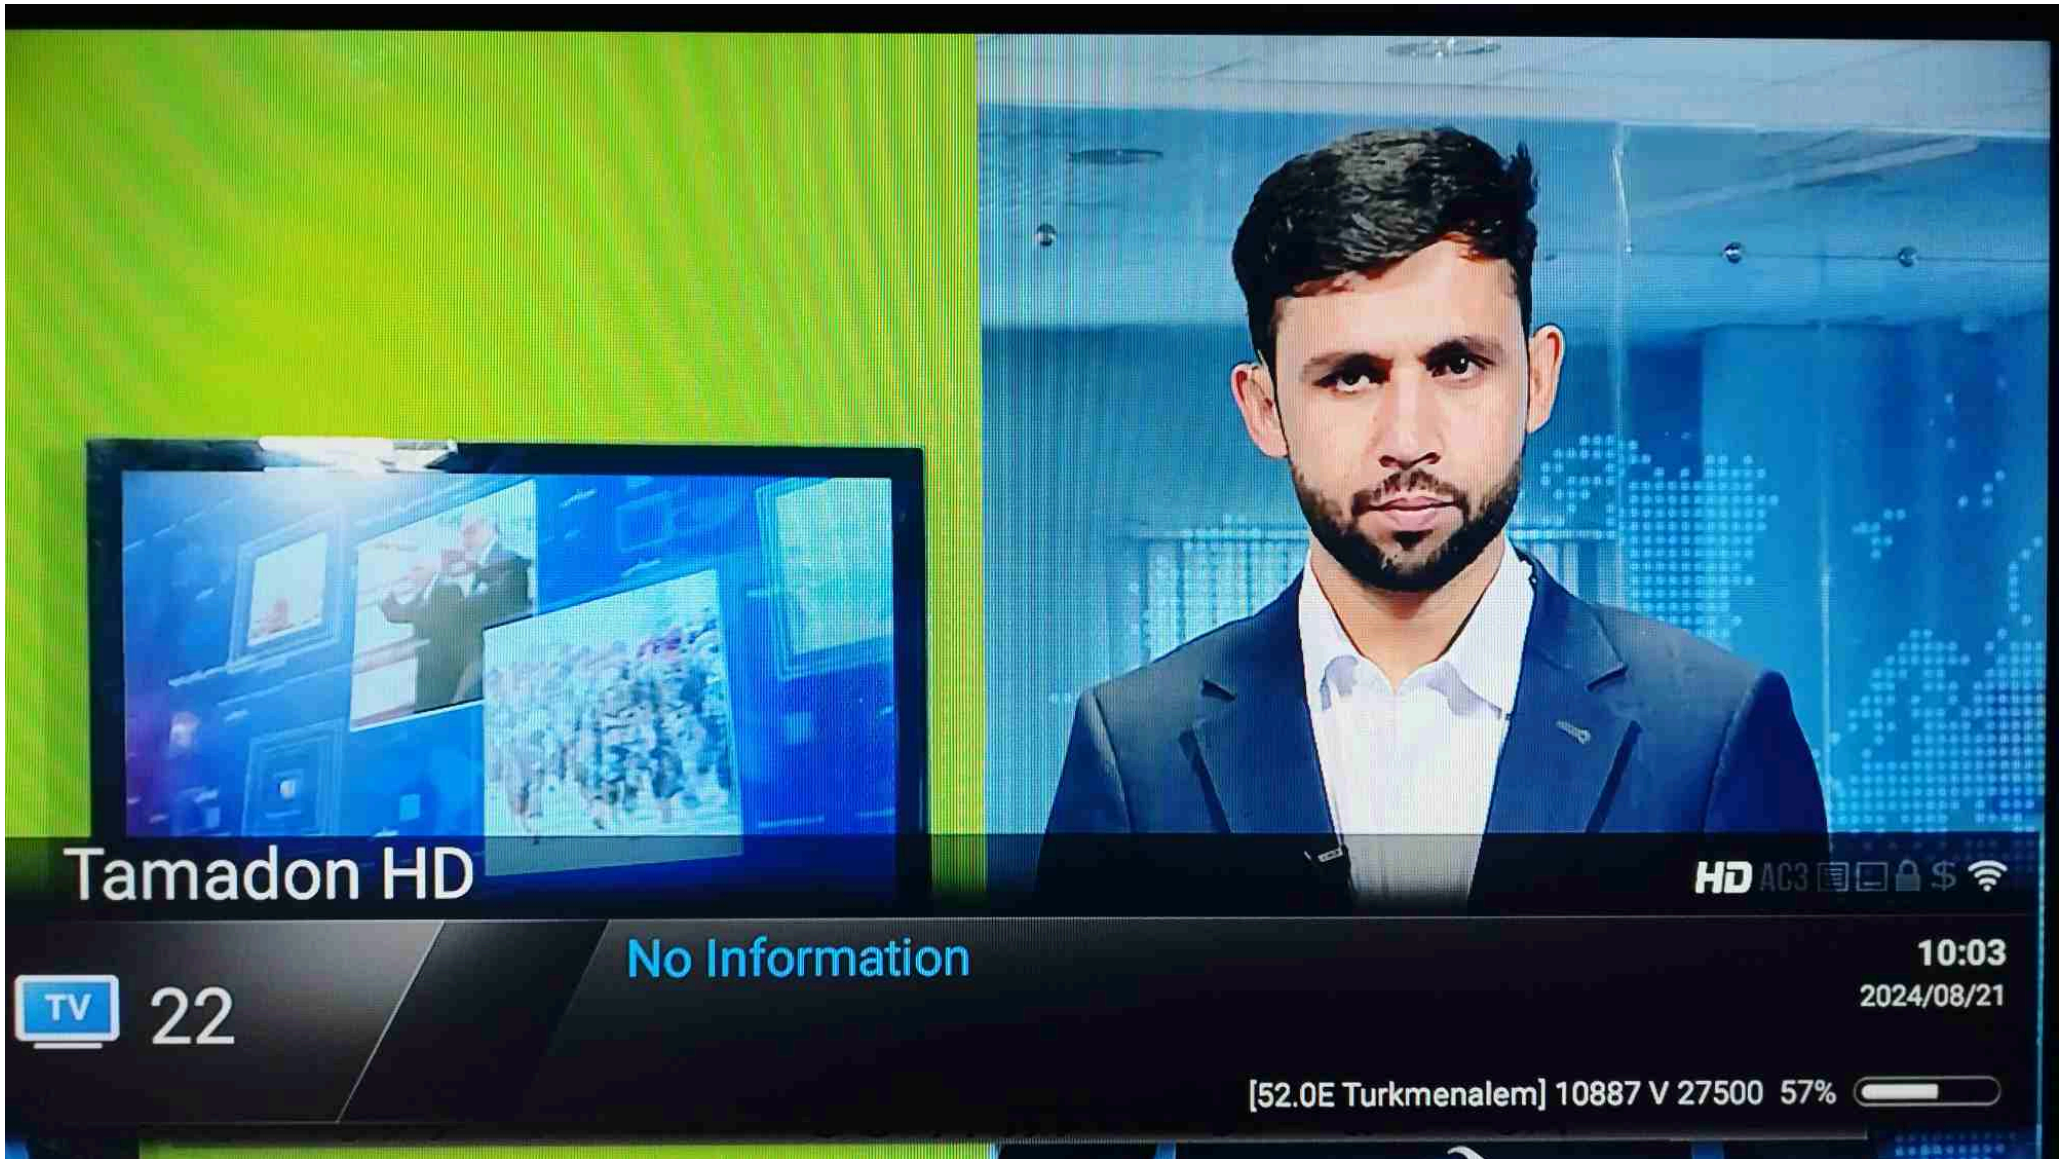 Tamadon HD
HD AC3 $
No Information
10:03
TV 22
2024/08/21
[52.0E Turkmenalem] 10887 V 27500 57%